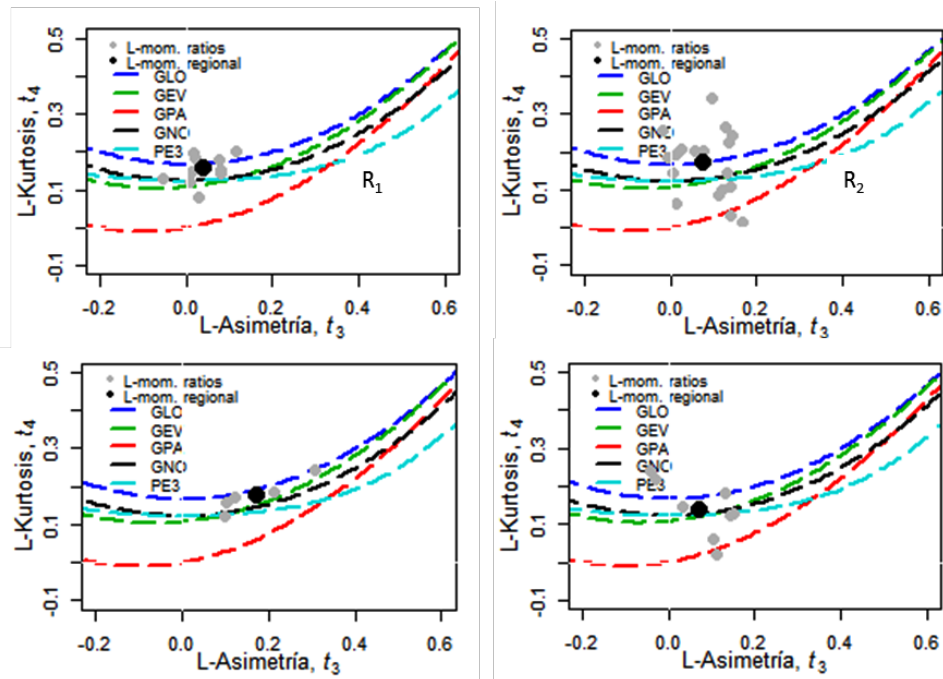 0.5
0.3
0.1
-0.1
L-Kurtosis, t4
L-mom. ratios
L-mom. regional
GLO
GEV
GPA
GNO
PE3
R1
-0.2 0.0 0.2 0.4 0.6
L-Asimetría, t3
0.5
0.3
0.1
-0.1
L-Kurtosis, t4
L-mom. ratios
L-mom. regional
GLO
GEV
GPA
GNO
PE3
R2
-0.2 0.0 0.2 0.4 0.6
L-Asimetría, t3
0.5
0.3
0.1
-0.1
L-Kurtosis, t4
L-mom. ratios
L-mom. regional
GLO
GEV
GPA
GNO
PE3
-0.2 0.0 0.2 0.4 0.6
L-Asimetría, t3
0.5
0.3
0.1
-0.1
L-Kurtosis, t4
L-mom. ratios
L-mom. regional
GLO
GEV
GPA
GNO
PE3
-0.2 0.0 0.2 0.4 0.6
L-Asimetría, t3